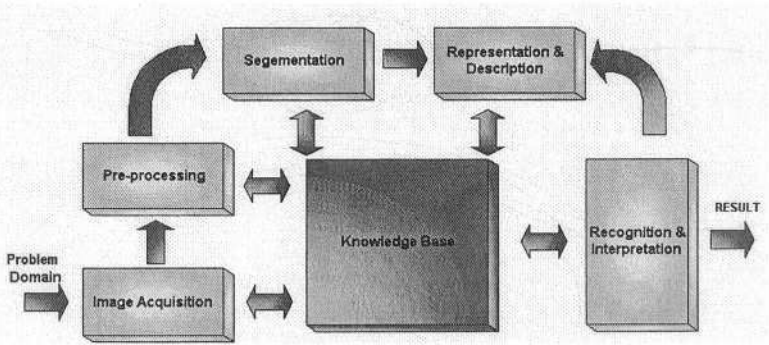 Segementation
Representation &
Description
Pre-processing
Knowledge Base
Recognition &
Interpretation
RESULT
Problem
Domain
Image Acquisition